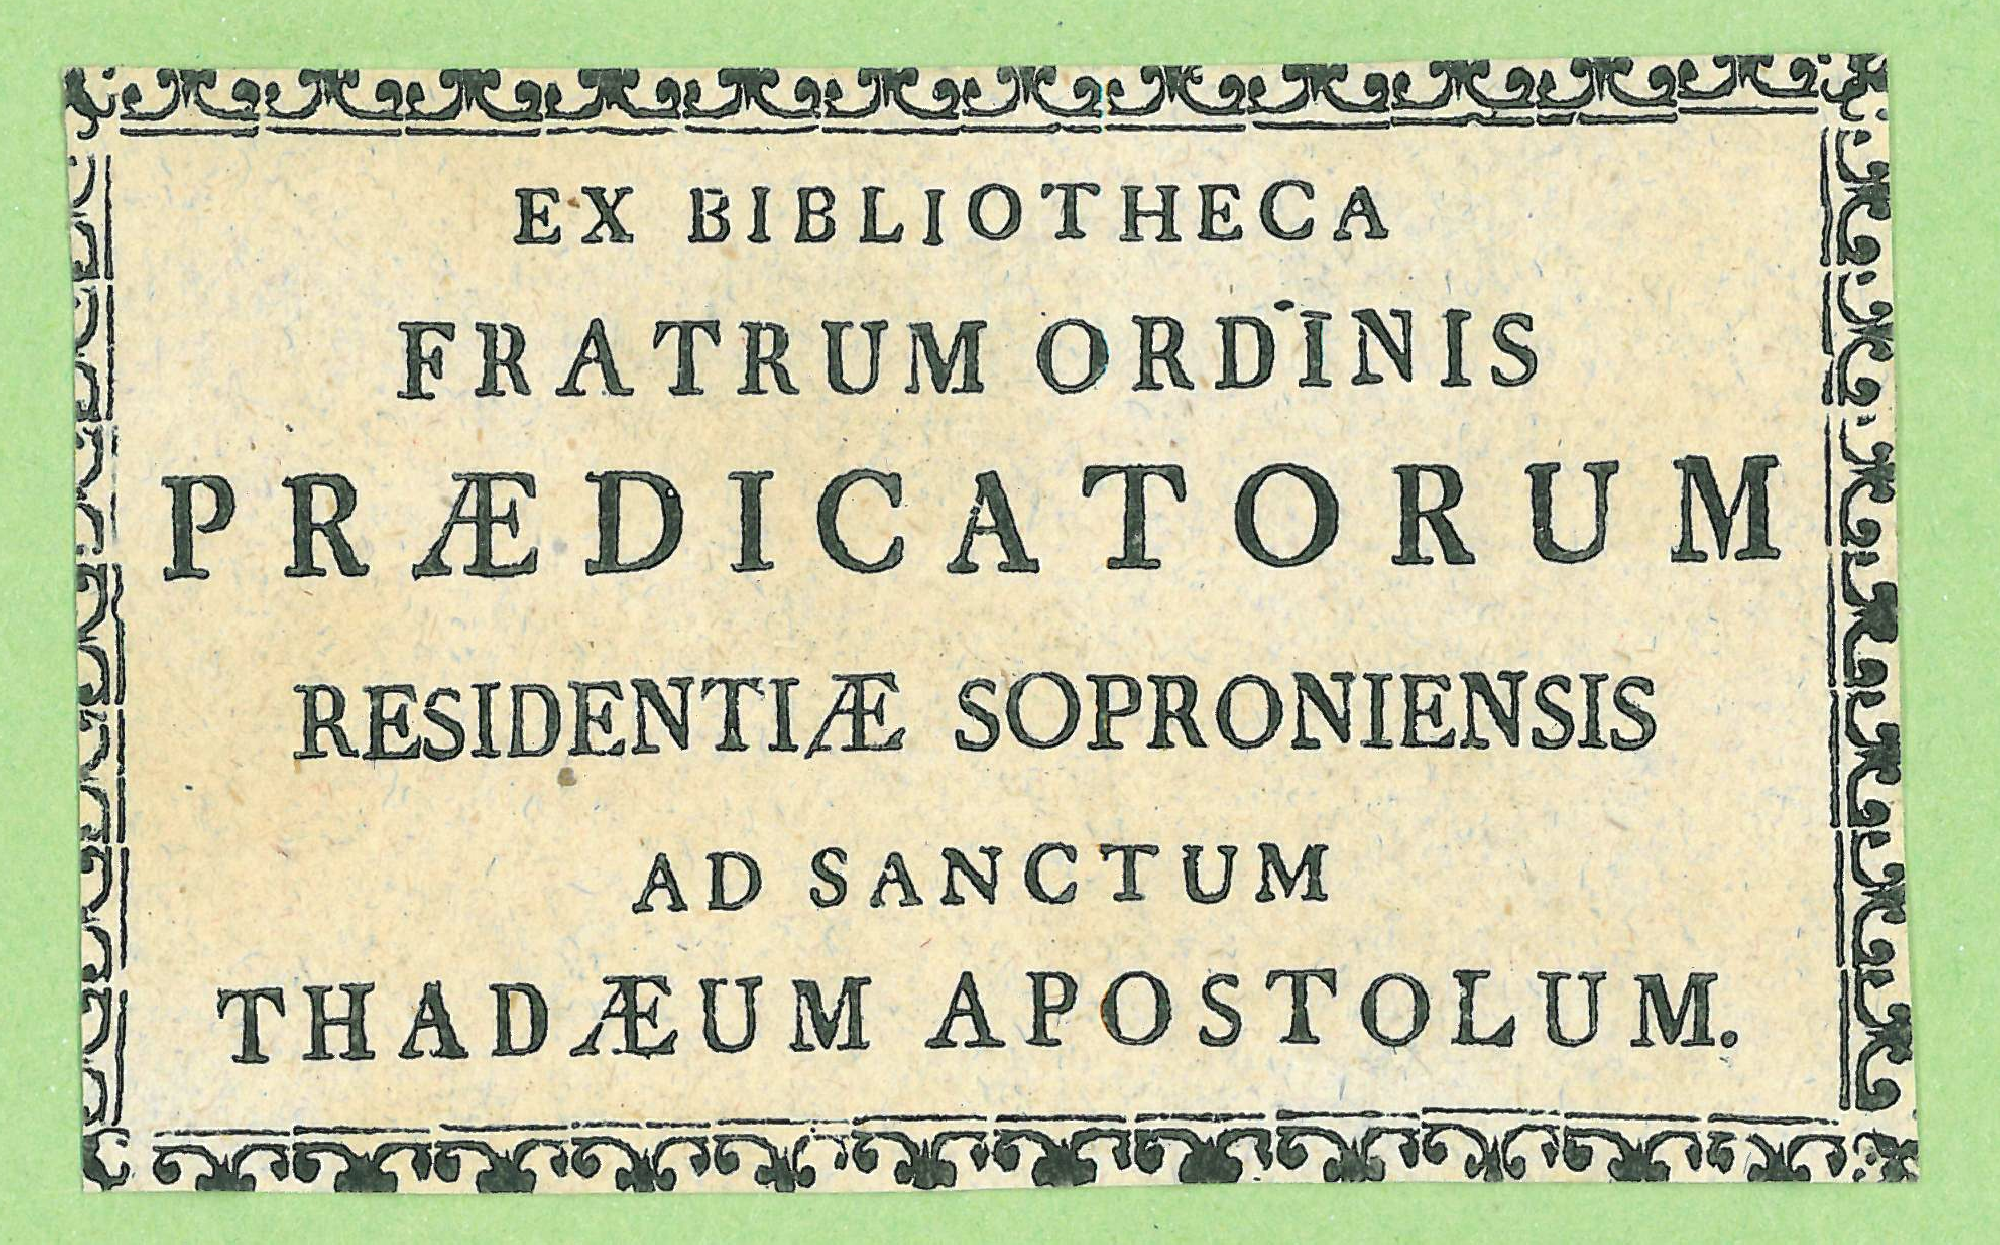 EX BIBLIOTHECA
FRATRUM ORDINIS
PRÆDICATORUM
RESIDENTIÆ SOPRONIENSIS
AD SANCTUM
THADÆUM APOSTOLUM.